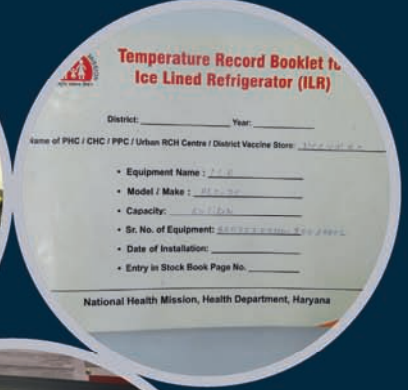 Temperature Record Booklet
Ice Lined Refrigerator (ILR)
District: Year:
Name of PHC / CHC / PPC / Urban RCH Centre / District Vaccine Store:
• Equipment Name :
• Model / Make :
• Capacity:
• Sr. No. of Equipment:
• Date of Installation:
• Entry in Stock Book Page No.
National Health Mission, Health Department, Haryana